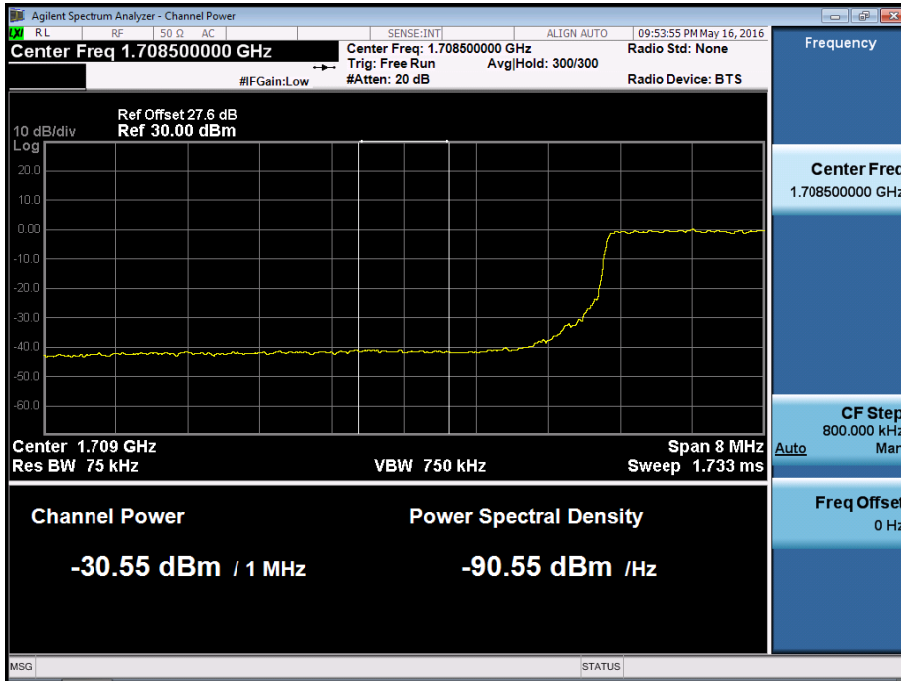 Agilent Spectrum Analyzer - Channel Power
LXI RL RF 50 Ω AC SENSE:INT ALIGN AUTO 09:53:55 PM May 16, 2016
Center Freq 1.708500000 GHz
Center Freq: 1.708500000 GHz
Radio Std: None
Trig: Free Run Avg|Hold: 300/300
#IFGain:Low
#Atten: 20 dB
Radio Device: BTS
Frequency
Ref Offset 27.6 dB
10 dB/div Ref 30.00 dBm
Log
20.0
10.0
0.00
-10.0
-20.0
-30.0
-40.0
-50.0
-60.0
Center 1.709 GHz Span 8 MHz
Res BW 75 kHz VBW 750 kHz Sweep 1.733 ms
Channel Power
Power Spectral Density
-30.55 dBm / 1 MHz
-90.55 dBm /Hz
Center Freq
1.708500000 GHz
CF Step
800.000 kHz
Auto Man
Freq Offset
0 Hz
MSG STATUS